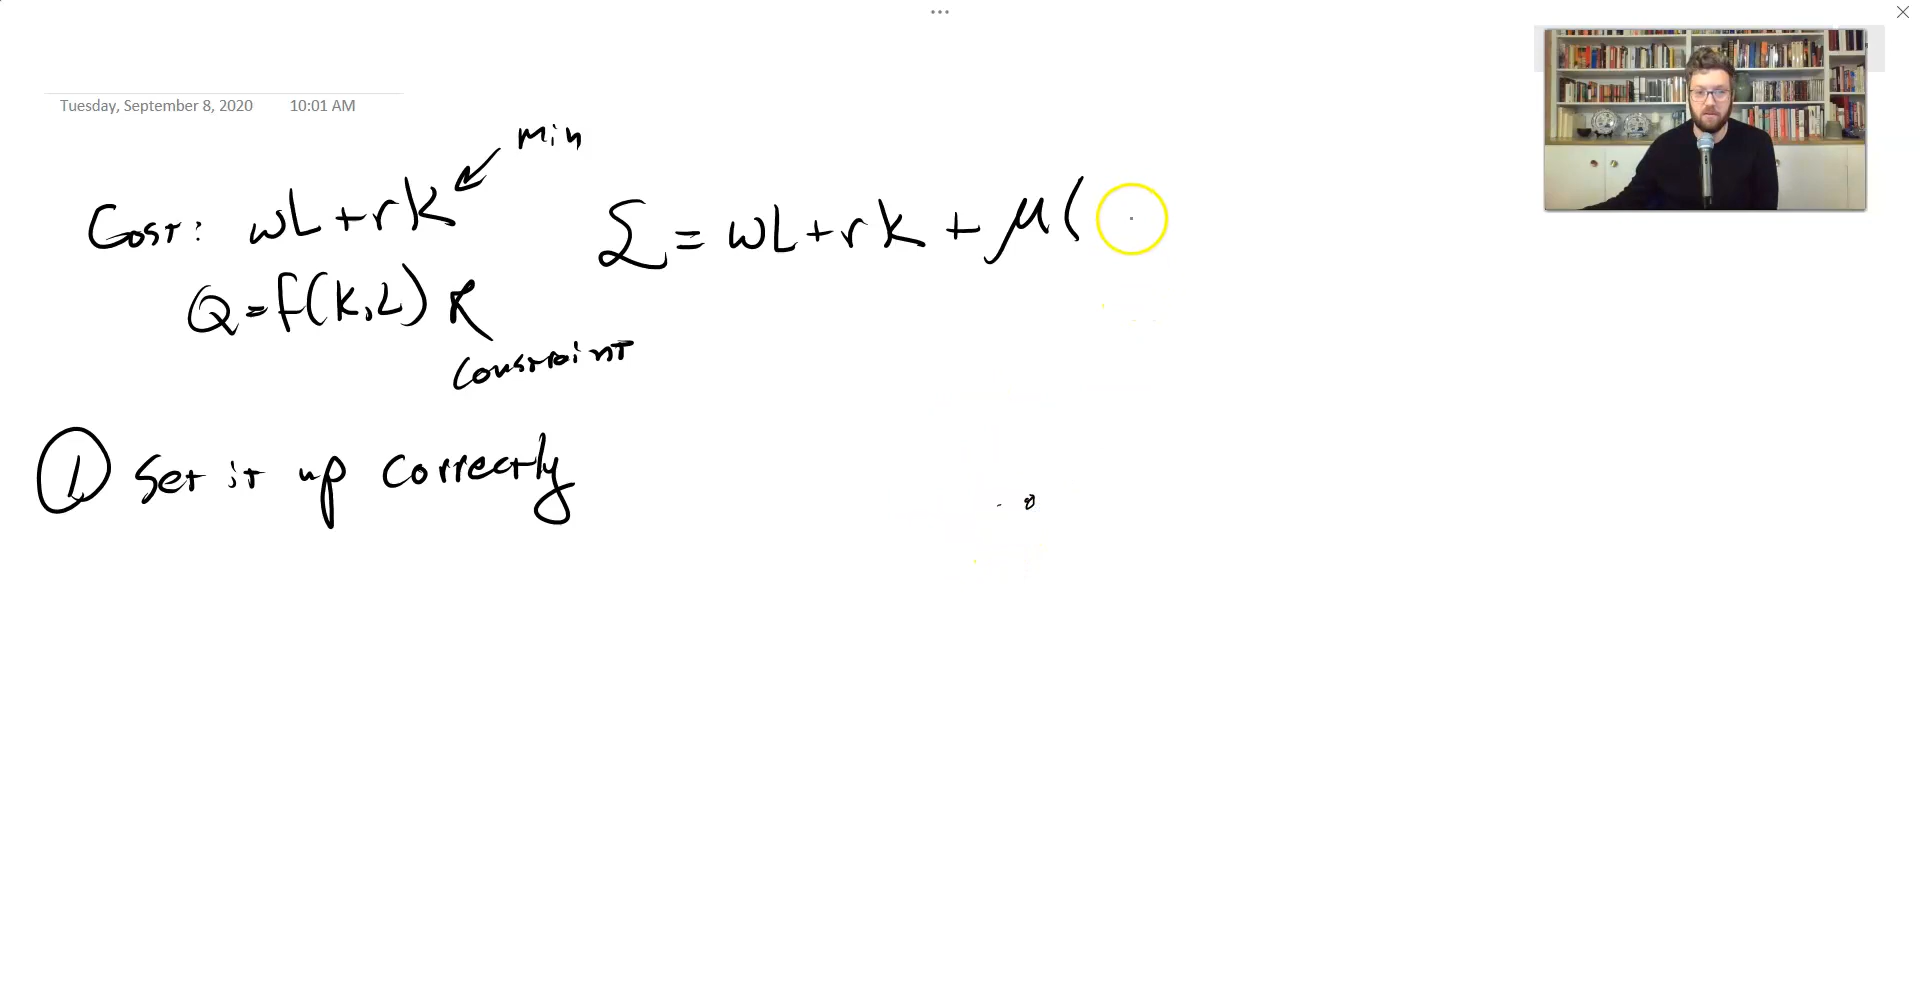 Tuesday, September 8, 2020 10:01 AM
min
Cost: wL+rK
ℒ = wL+rK + μ(
Q=f(K,L)
constraint
① Set it up correctly